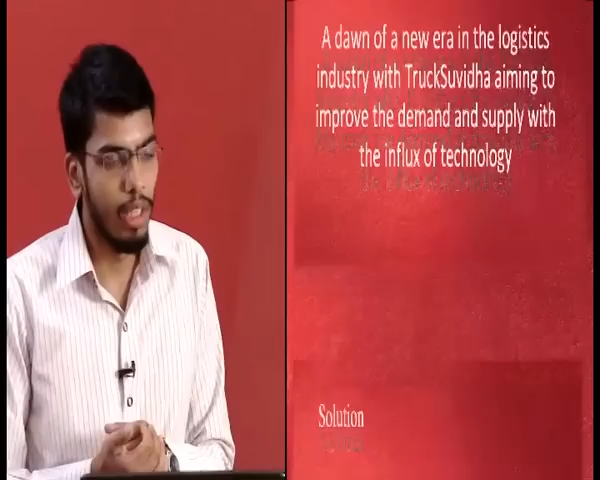 A dawn of a new era in the logistics
industry with TruckSuvidha aiming to
improve the demand and supply with
the influx of technology
Solution